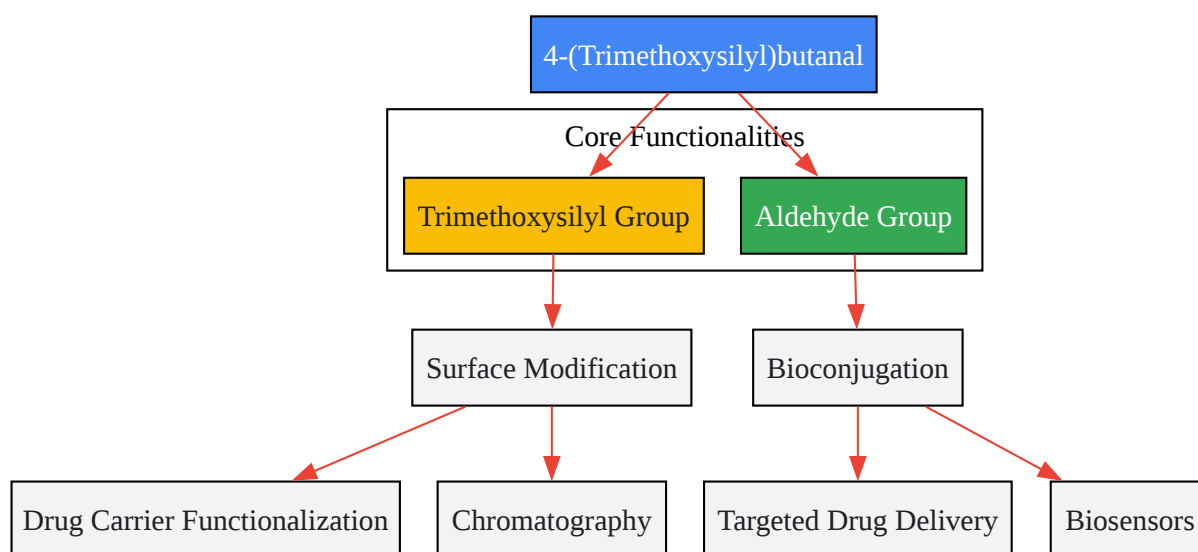 4-(Trimethoxysilyl)butanal
Core Functionalities
Trimethoxysilyl Group
Aldehyde Group
Surface Modification
Bioconjugation
Drug Carrier Functionalization
Chromatography
Targeted Drug Delivery
Biosensors